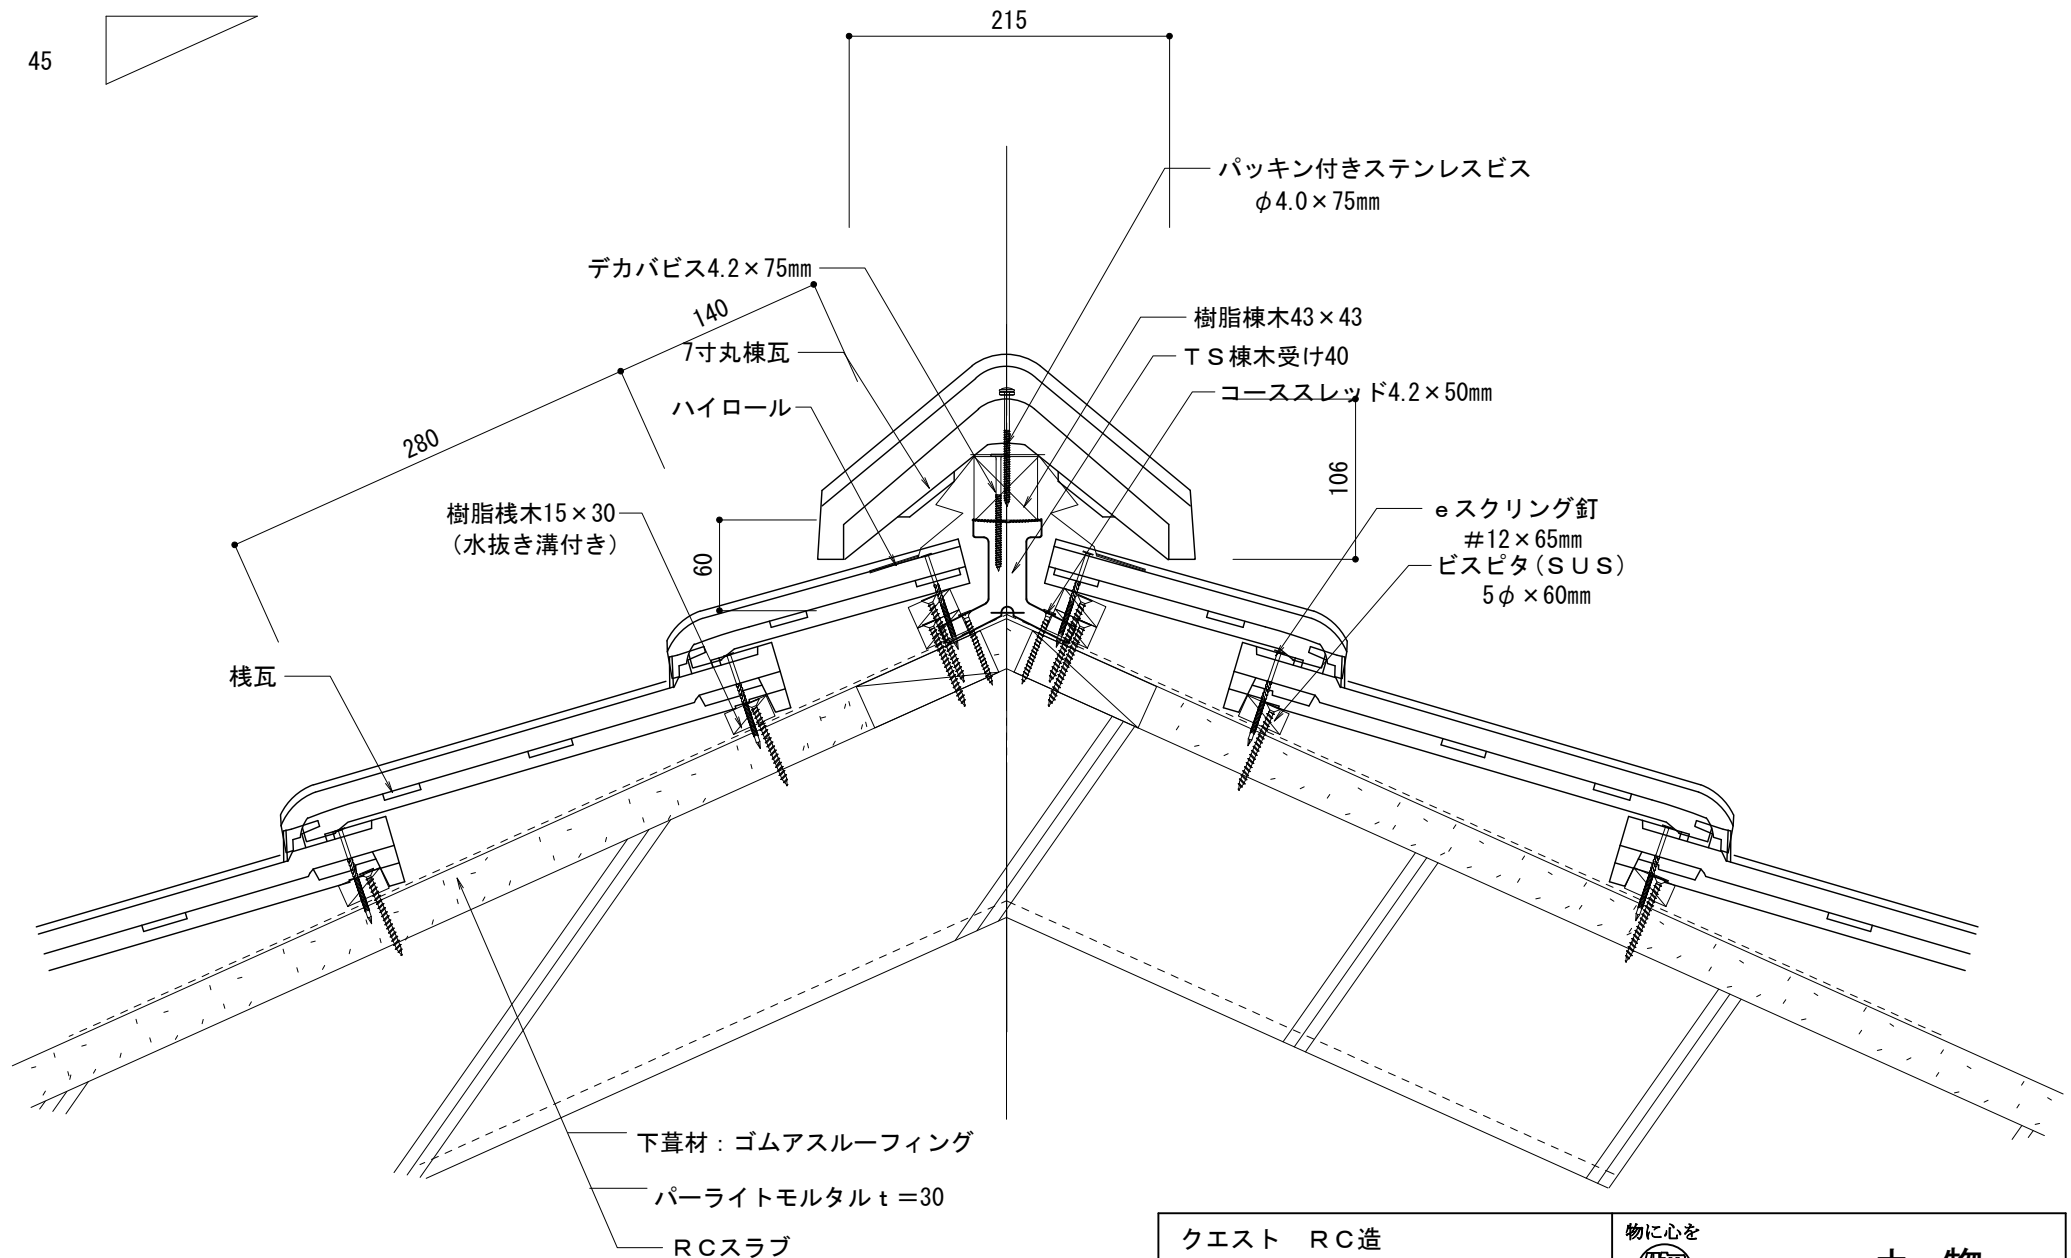 215
45
パッキン付きステンレスビス
φ4.0×75㎜
デカバビス4.2×75㎜
140
樹脂棟木43×43
7寸丸棟瓦
ＴＳ棟木受け40
コーススレッド4.2×50㎜
ハイロール
280
106
樹脂桟木15×30
（水抜き溝付き）
60
ｅスクリング釘
＃12×65㎜
ビスピタ(ＳＵＳ)
5φ×60㎜
桟瓦
下葺材：ゴムアスルーフィング
パーライトモルタルｔ＝30
ＲＣスラブ
クエスト　ＲＣ造
物に心を